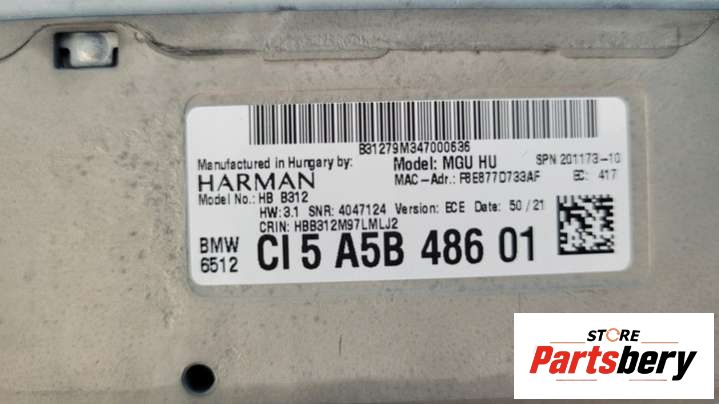 B31279M347000636
Manufactured in Hungary by:
HARMAN
Model: MGU HU
SPN 201173-10
MAC-Adr.: F8E877D733AF
EC: 417
Model No.: HB B312
HW: 3.1 SNR: 4047124 Version: ECE Date: 50/21
CRIN: HBB312M97LMLJ2
BMW
6512
CI 5 A5B 486 01
STORE
Partsbery